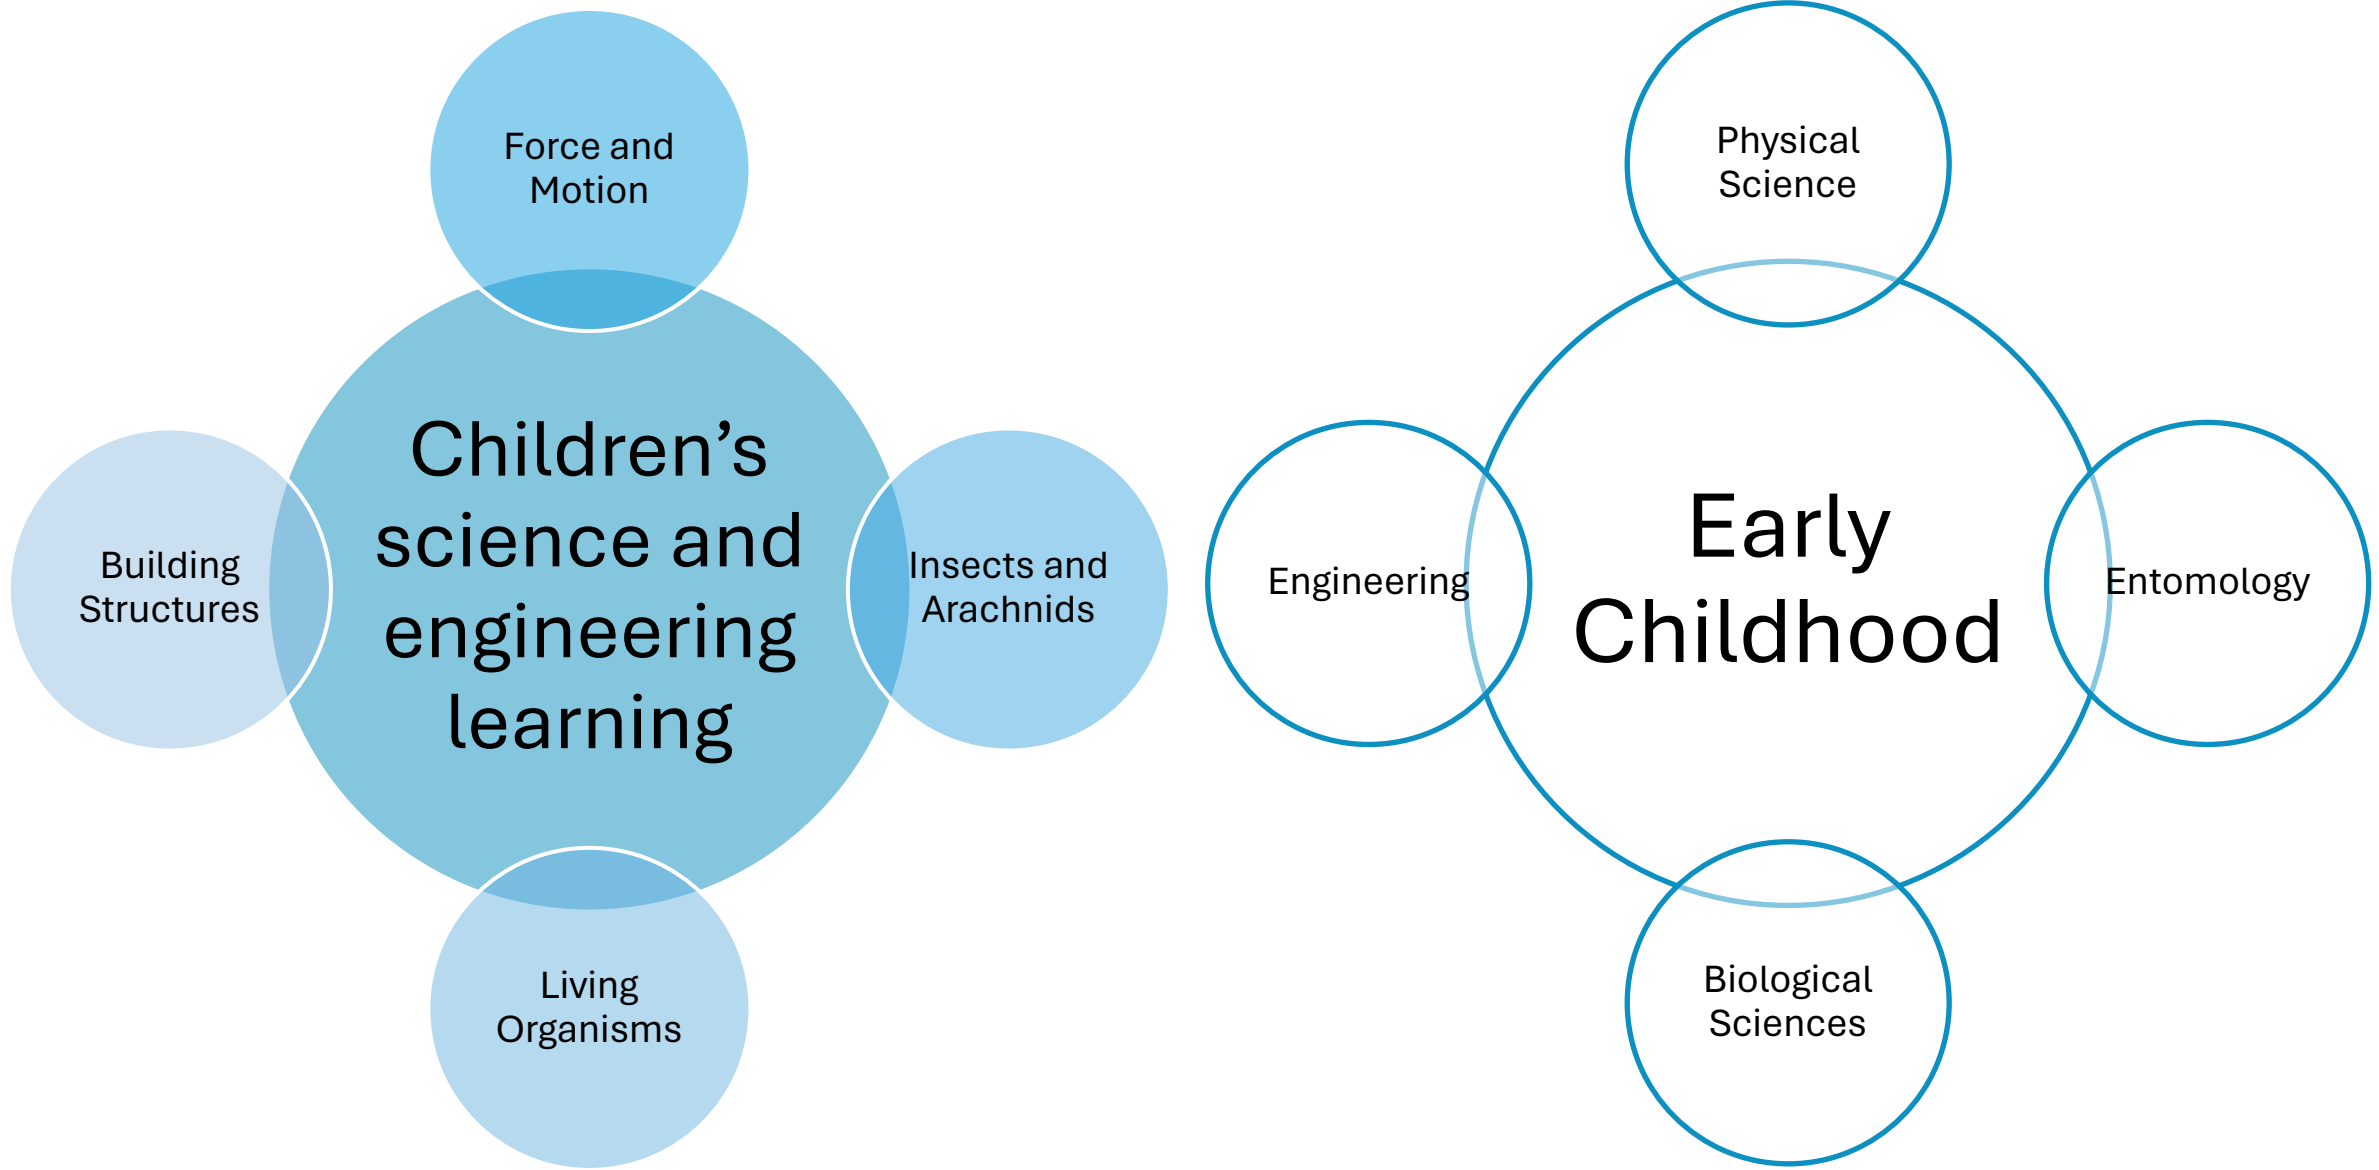 Force and
Motion
Children’s
science and
engineering
learning
Building
Structures
Insects and
Arachnids
Living
Organisms
Physical
Science
Early
Childhood
Engineering
Entomology
Biological
Sciences